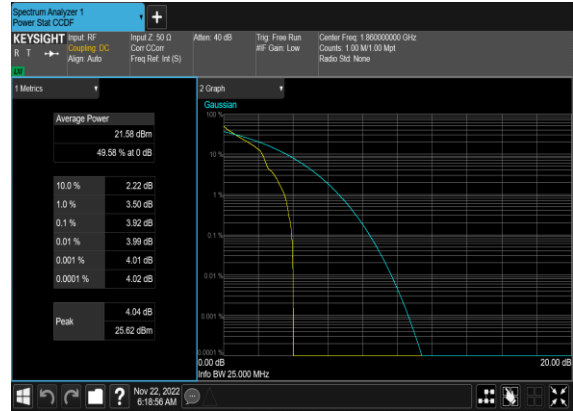 Spectrum Analyzer 1
Power Stat CCDF
KEYSIGHT
R T
LM
Input: RF
Coupling: DC
Align: Auto
Input Z: 50 Ω
Corr CCorr
Freq Ref: Int (S)
Atten: 40 dB
Trig: Free Run
#IF Gain: Low
Center Freq: 1.860000000 GHz
Counts: 1.00 M/1.00 Mpt
Radio Std: None
1 Metrics
Average Power
21.58 dBm
49.58 % at 0 dB
10.0 % 2.22 dB
1.0 % 3.50 dB
0.1 % 3.92 dB
0.01 % 3.99 dB
0.001 % 4.01 dB
0.0001 % 4.02 dB
Peak
4.04 dB
25.62 dBm
2 Graph
Gaussian
100 %
10 %
1 %
0.1 %
0.01 %
0.001 %
0.0001 %
0.00 dB
20.00 dB
Info BW 25.000 MHz
?
Nov 22, 2022
6:18:56 AM